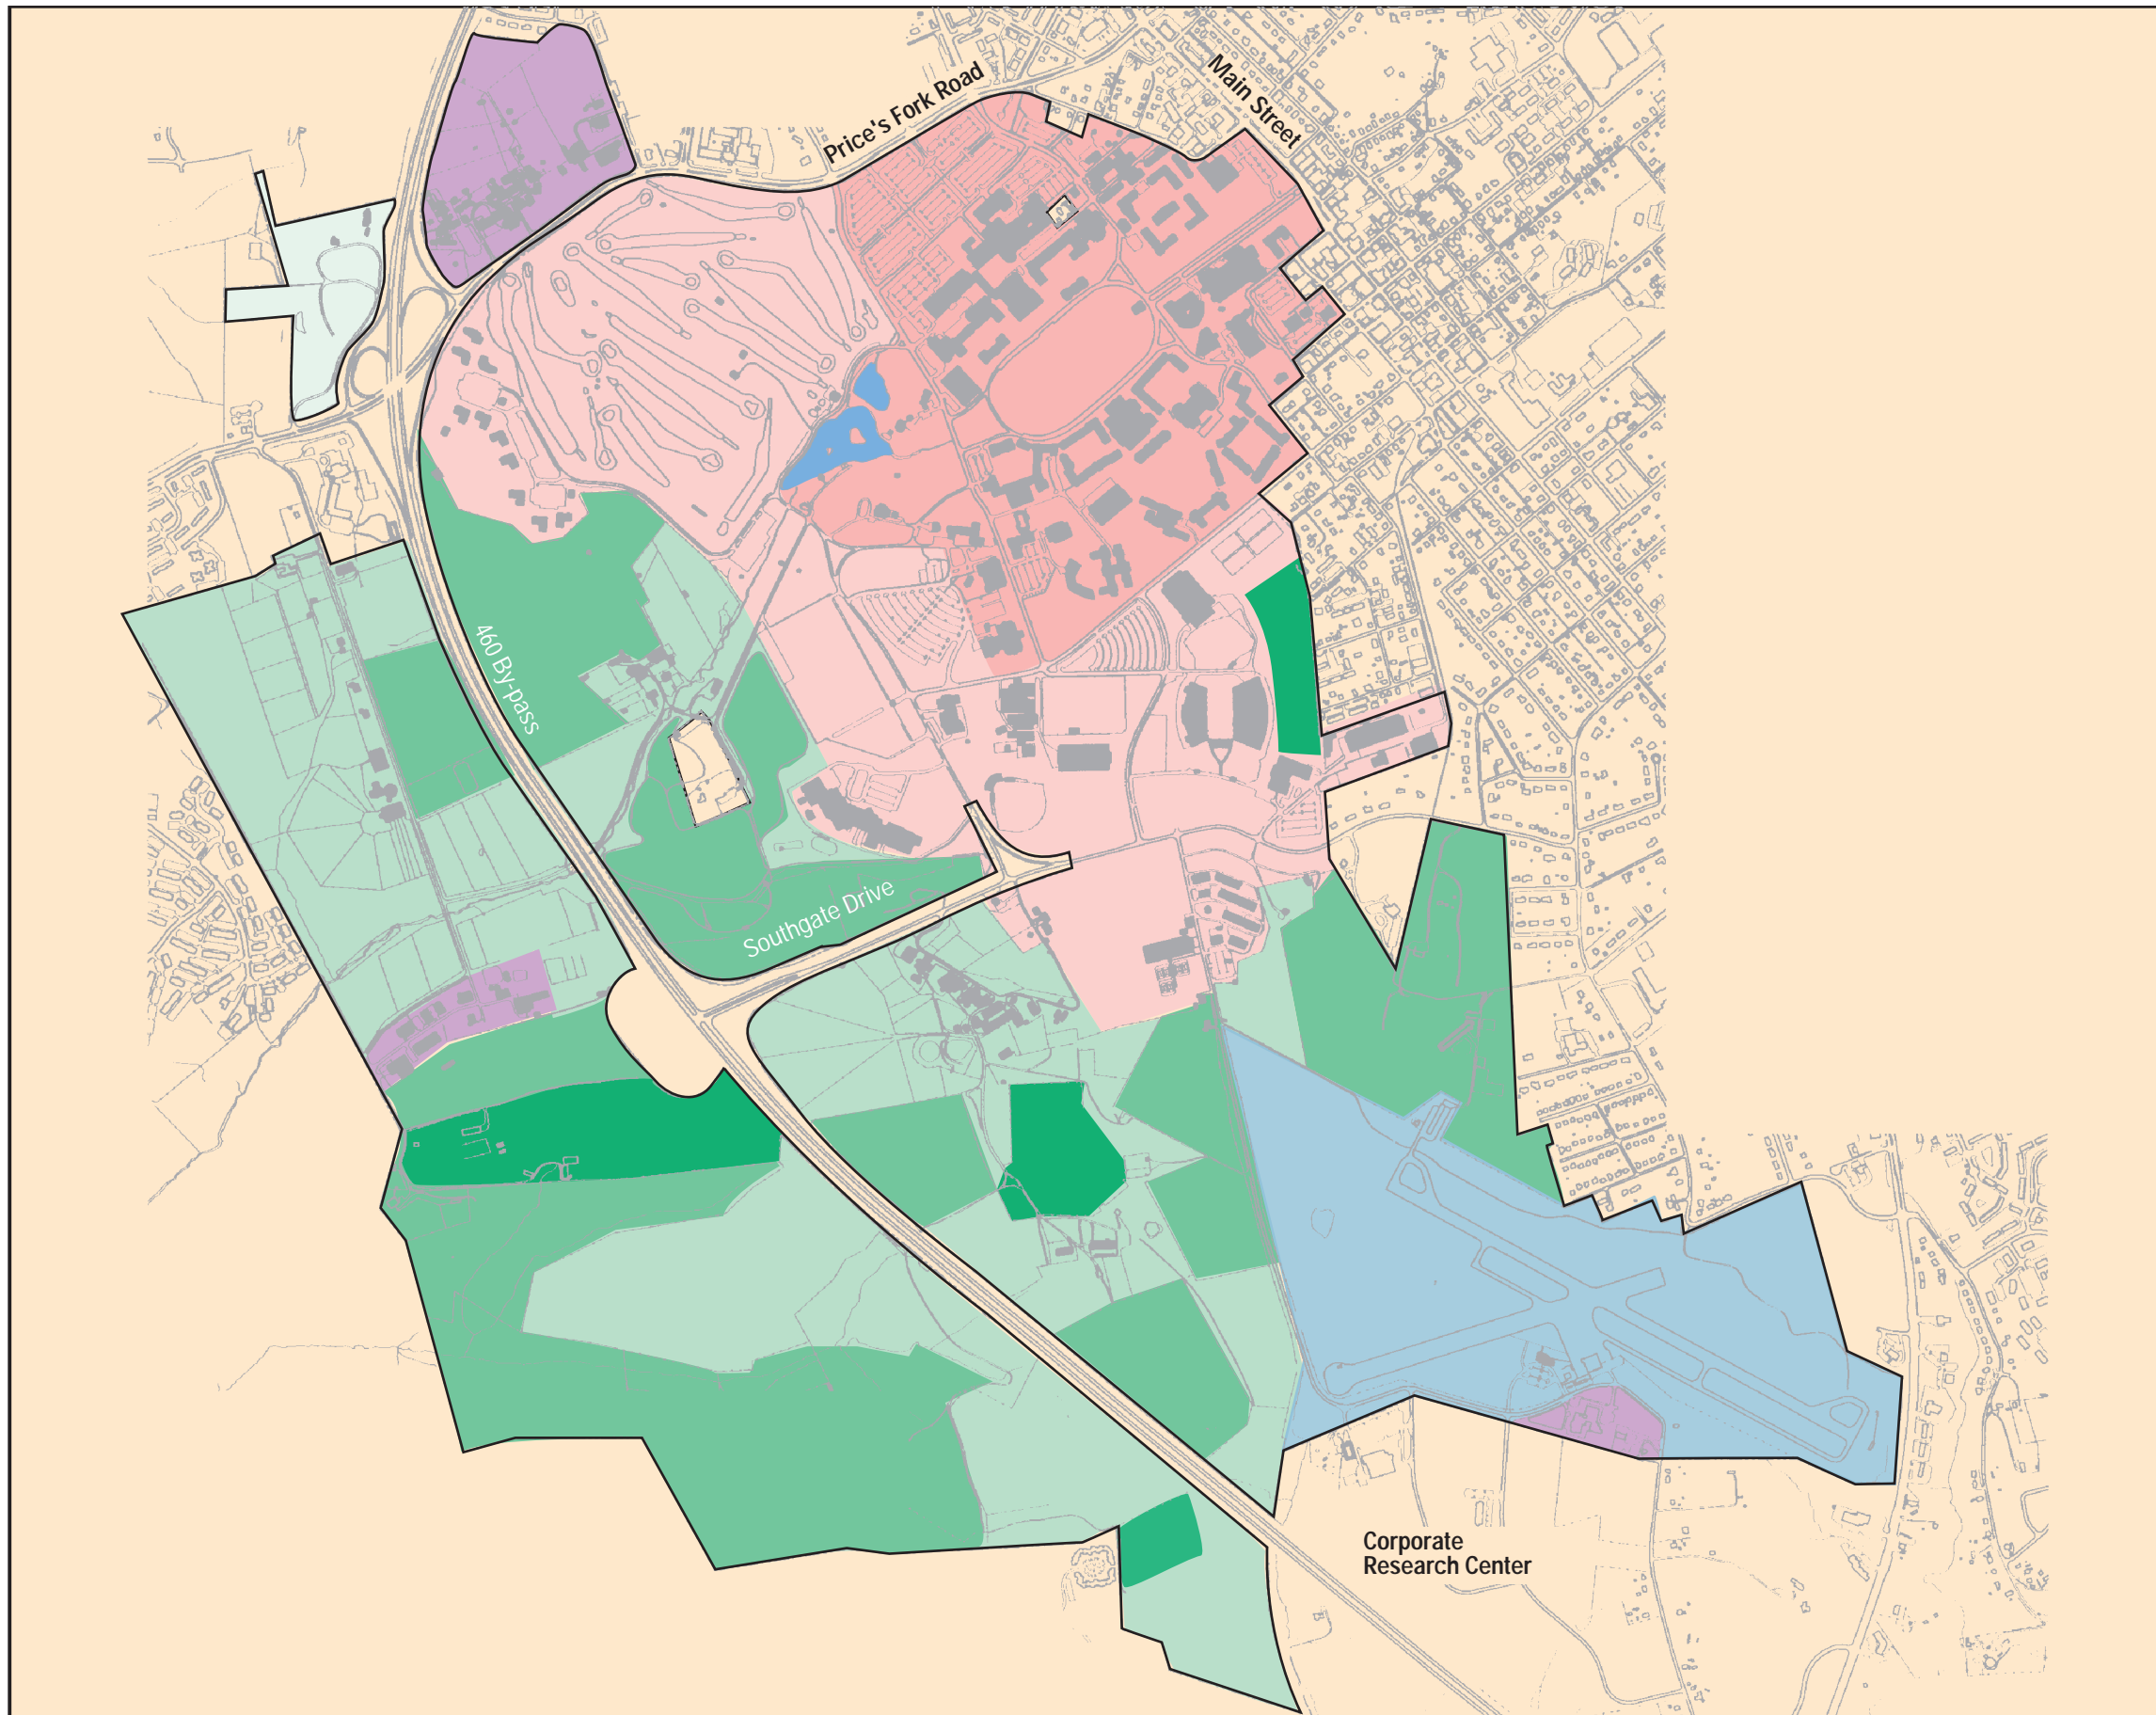 Price's Fork Road
Main Street
460 By-pass
Southgate Drive
Corporate
Research Center